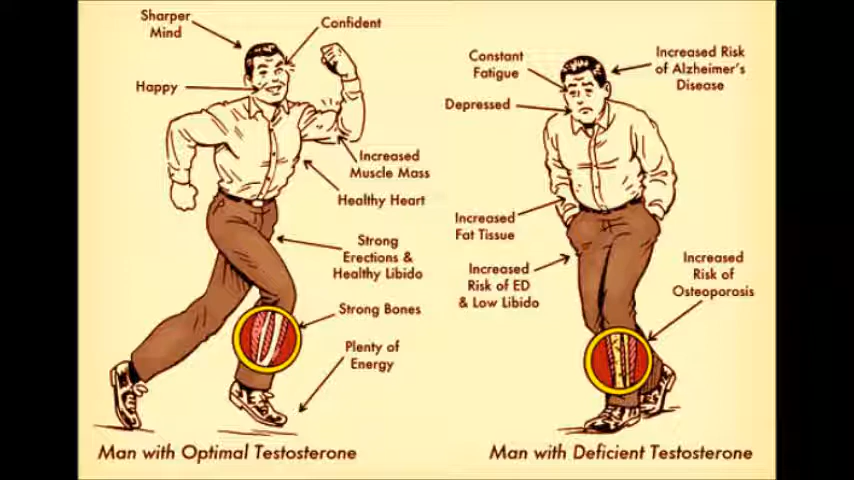 Sharper
Mind
Confident
Happy
Increased
Muscle Mass
Healthy Heart
Strong
Erections &
Healthy Libido
Strong Bones
Plenty of
Energy
Man with Optimal Testosterone
Constant
Fatigue
Increased Risk
of Alzheimer's
Disease
Depressed
Increased
Fat Tissue
Increased
Risk of ED
& Low Libido
Increased
Risk of
Osteoporosis
Man with Deficient Testosterone